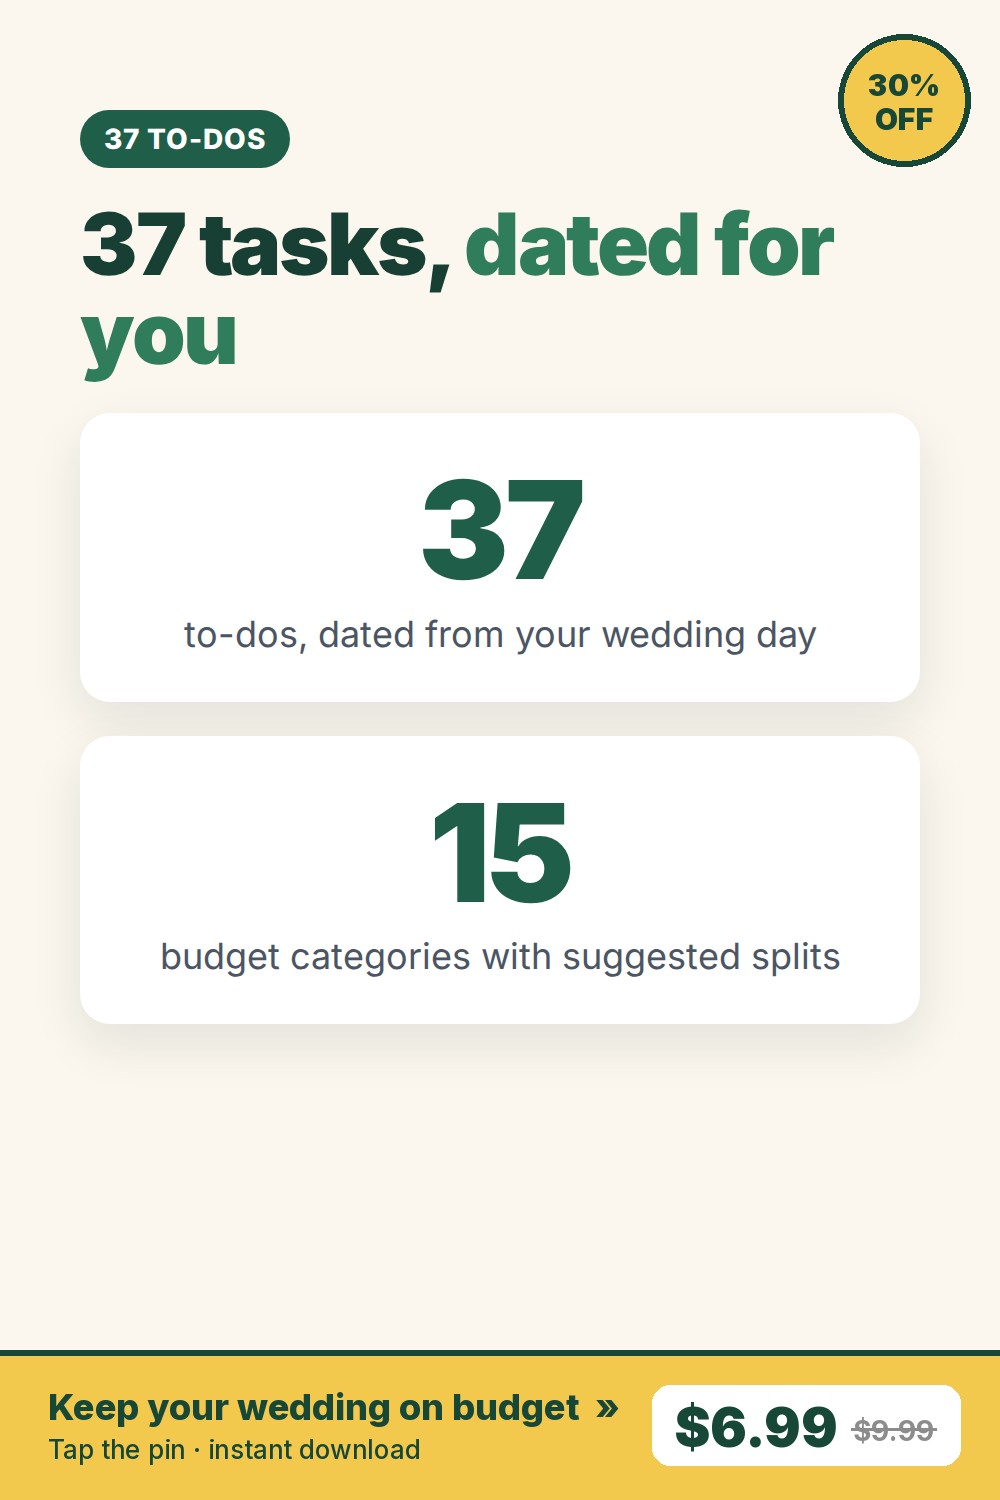 30%
OFF
37 TO-DOS
37 tasks, dated for
you
37
to-dos, dated from your wedding day
15
budget categories with suggested splits
Keep your wedding on budget »
Tap the pin · instant download
$6.99 $9.99